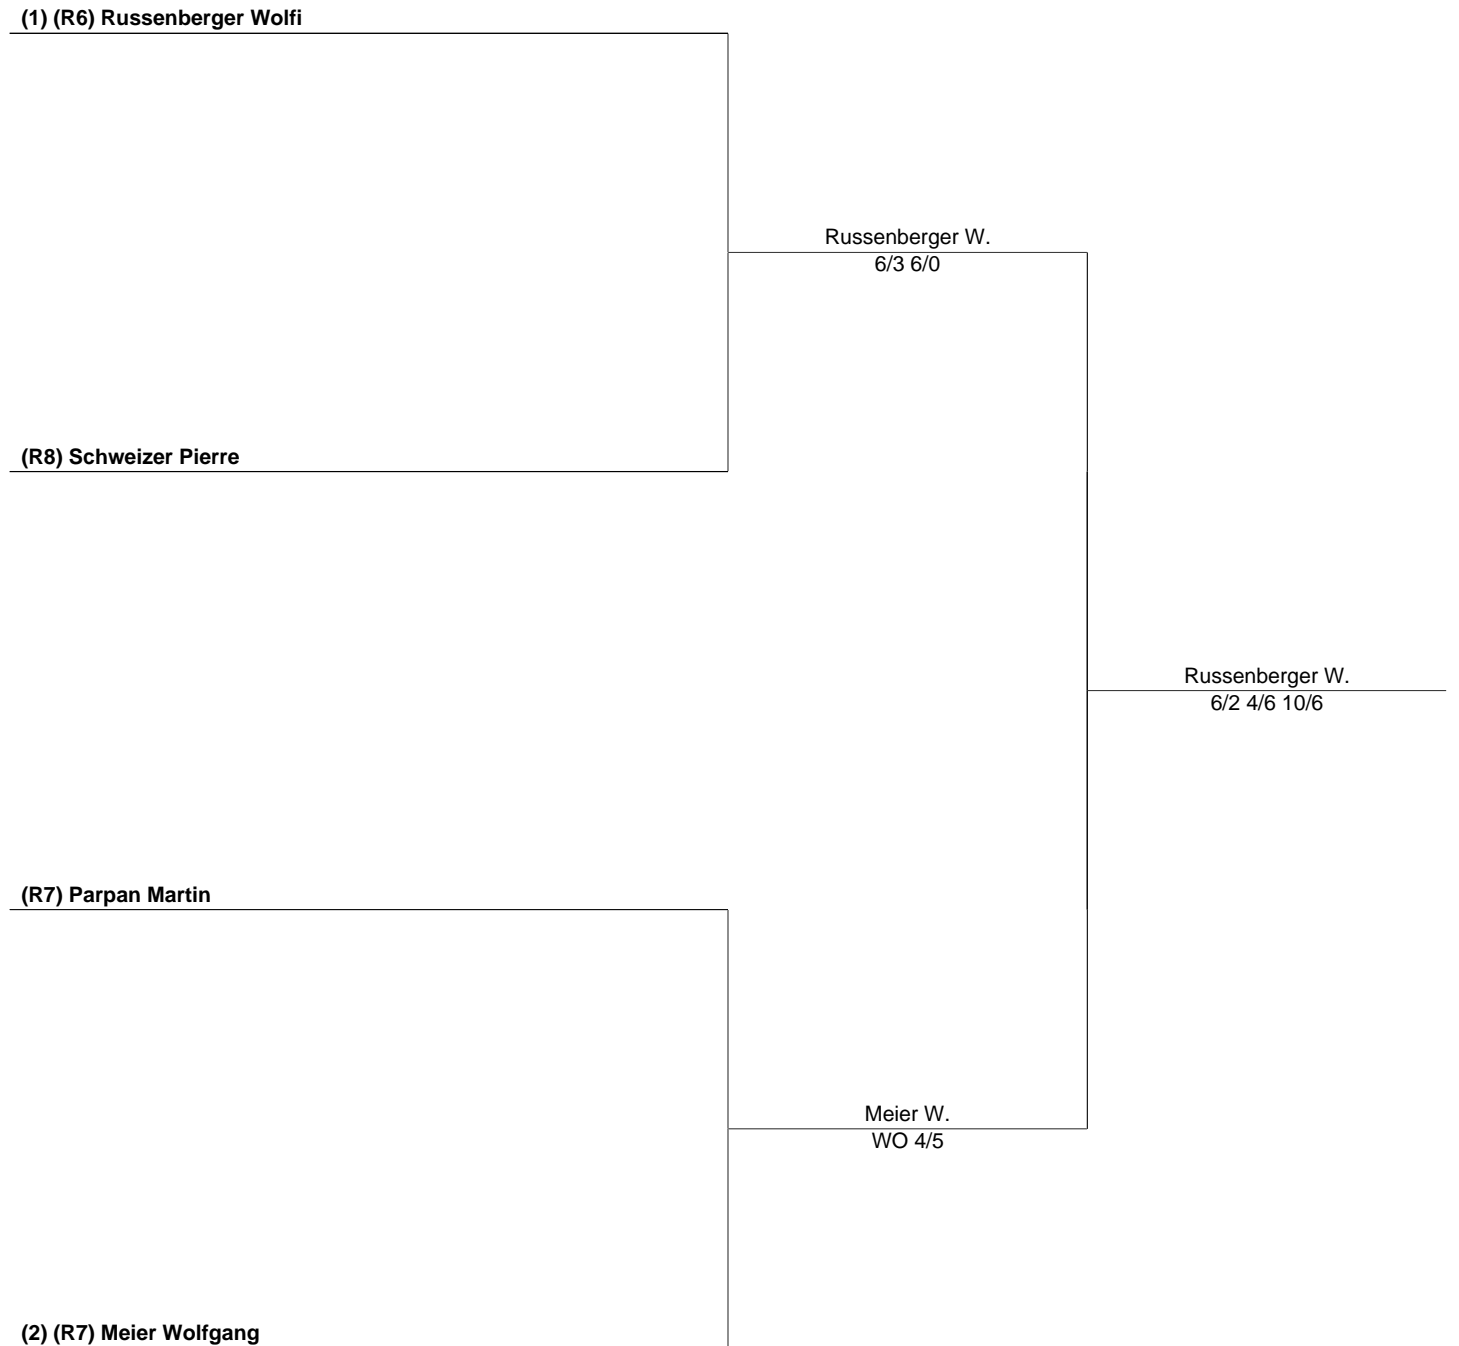 (1) (R6) Russenberger Wolfi
Russenberger W.
6/3 6/0
(R8) Schweizer Pierre
Russenberger W.
6/2 4/6 10/6
(R7) Parpan Martin
Meier W.
WO 4/5
(2) (R7) Meier Wolfgang